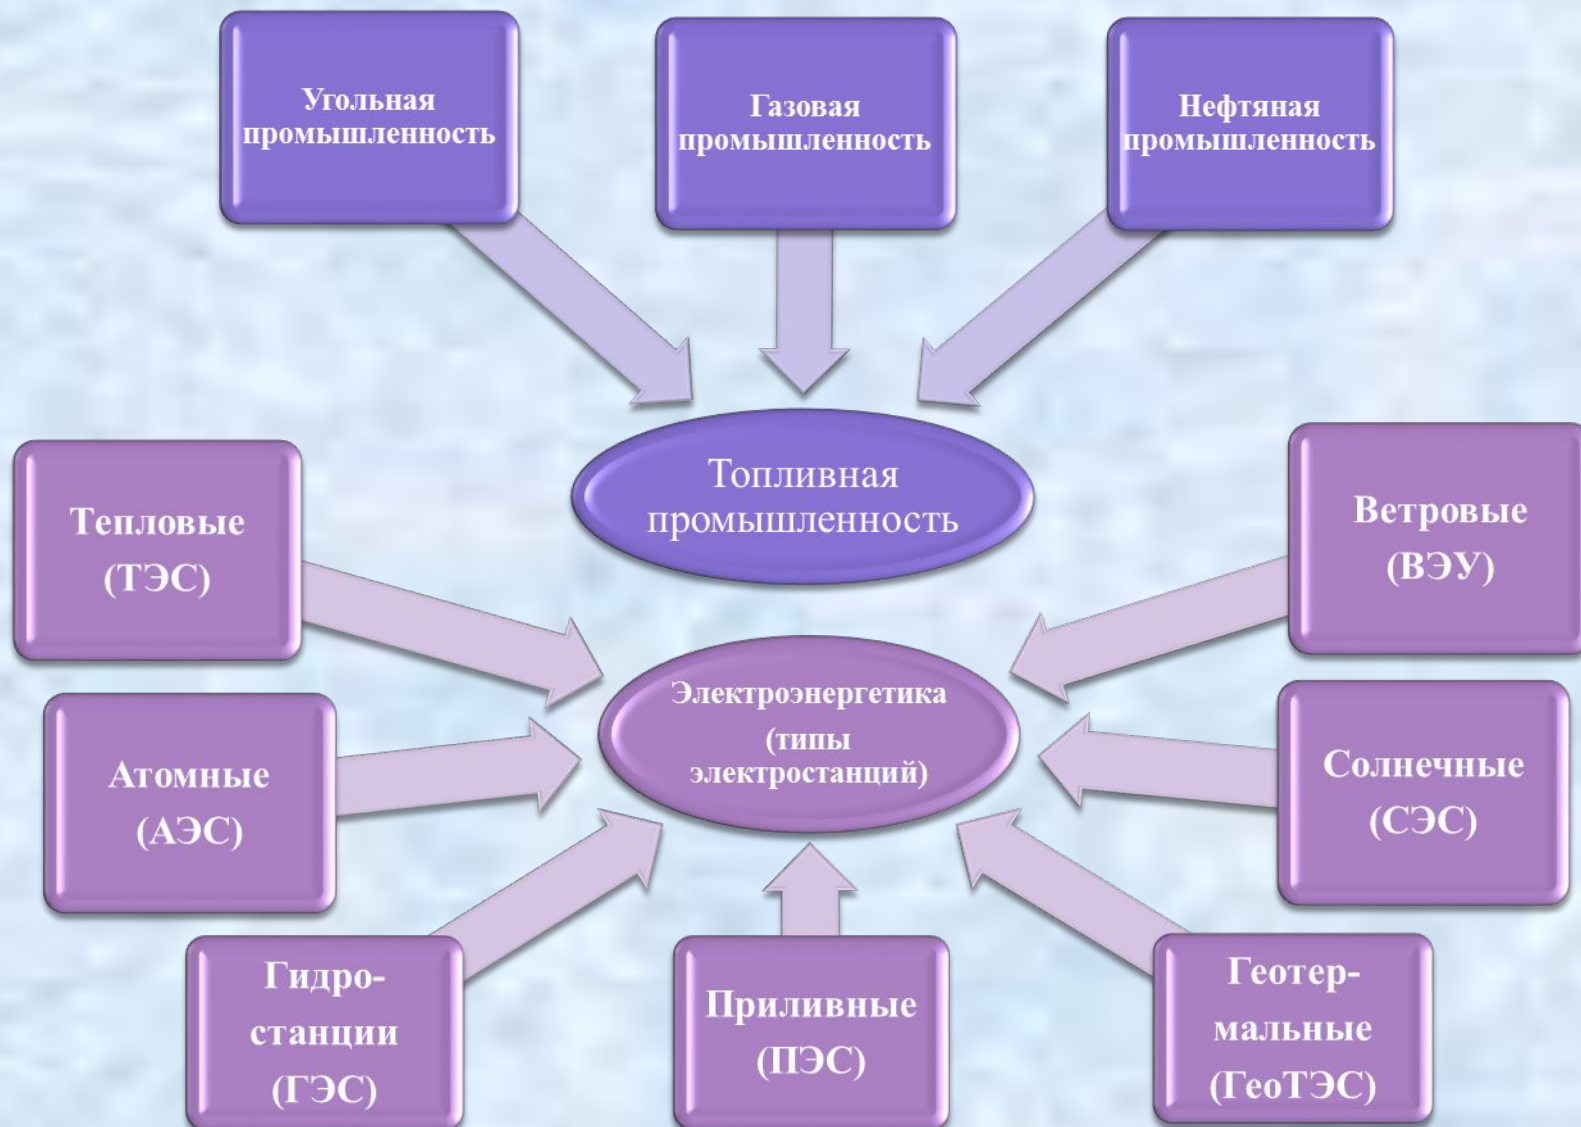 Угольная
промышленность
Газовая
промышленность
Нефтяная
промышленность
Топливная
промышленность
Тепловые
(ТЭС)
Ветровые
(ВЭУ)
Электроэнергетика
(типы
электростанций)
Атомные
(АЭС)
Солнечные
(СЭС)
Гидро-
станции
(ГЭС)
Приливные
(ПЭС)
Геотер-
мальные
(ГеоТЭС)